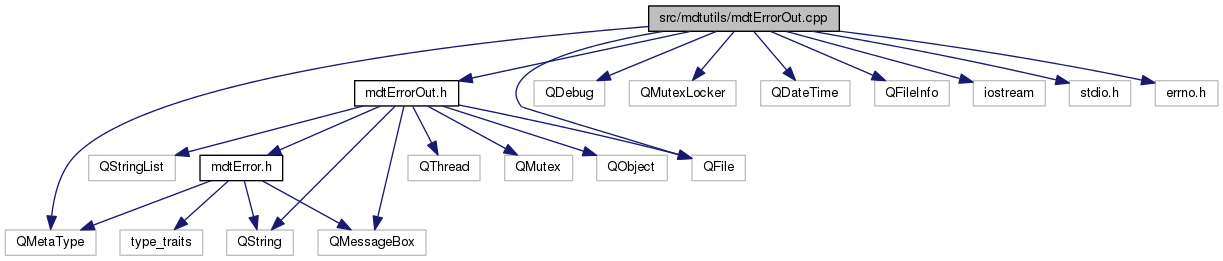 src/mdtutils/mdtErrorOut.cpp
mdtErrorOut.h
QDebug
QMutexLocker
QDateTime
QFileInfo
iostream
stdio.h
errno.h
QStringList
mdtError.h
QThread
QMutex
QObject
QFile
QMetaType
type_traits
QString
QMessageBox